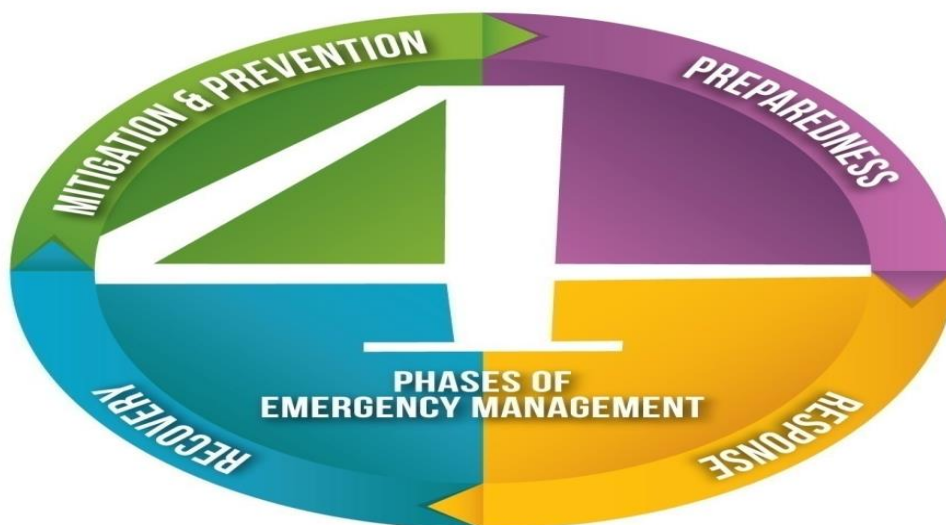 MITIGATION & PREVENTION
PREPAREDNESS
4
PHASES OF
EMERGENCY MANAGEMENT
RECOVERY
RESPONSE